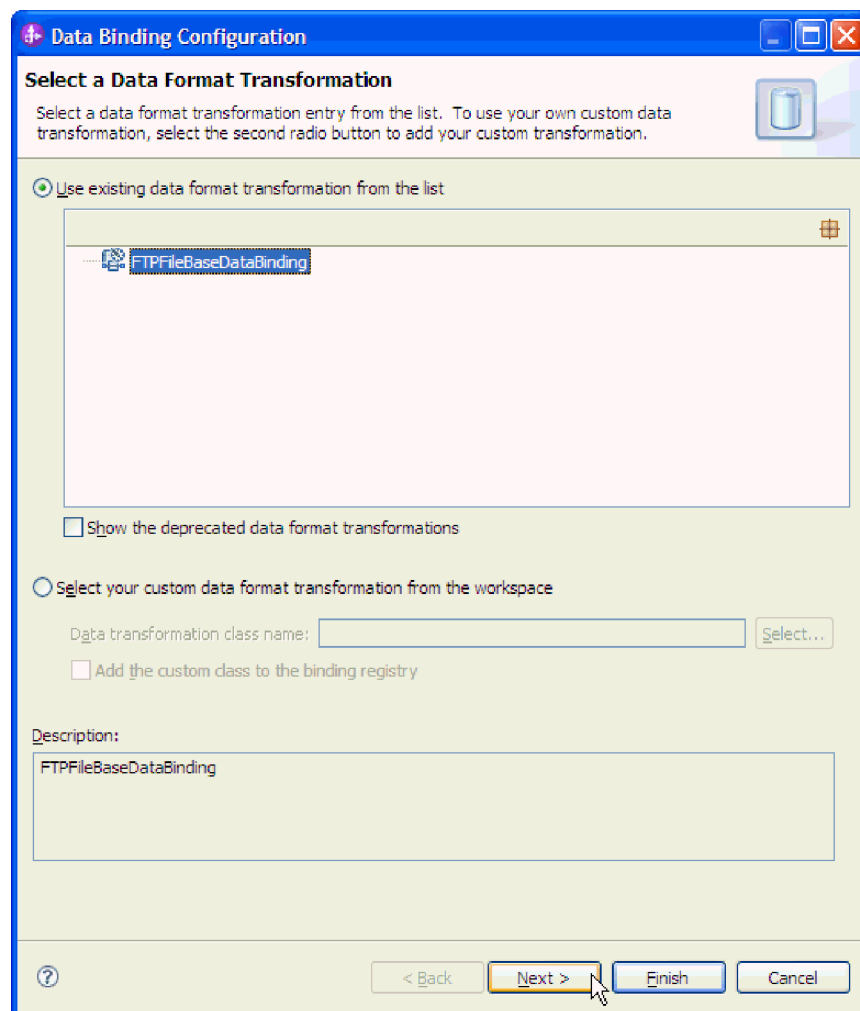 Data Binding Configuration
Select a Data Format Transformation
Select a data format transformation entry from the list. To use your own custom data
transformation, select the second radio button to add your custom transformation.
Use existing data format transformation from the list
FTPFileBaseDataBinding
Show the deprecated data format transformations
Select your custom data format transformation from the workspace
Data transformation class name:
Select...
Add the custom class to the binding registry
Description:
FTPFileBaseDataBinding
?
< Back
Next >
Finish
Cancel